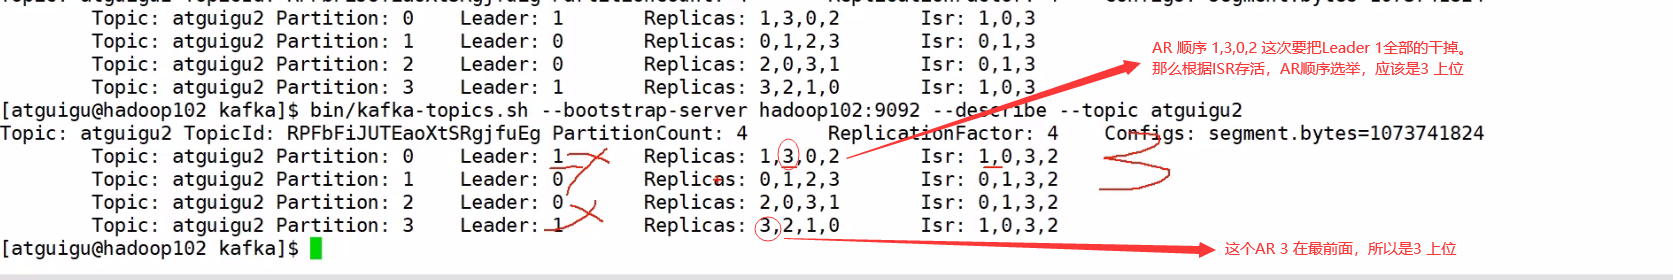 Topic: atguigu2 Partition: 0 Leader: 1 Replicas: 1,3,0,2 Isr: 1,0,3
Topic: atguigu2 Partition: 1 Leader: 0 Replicas: 0,1,2,3 Isr: 0,1,3
Topic: atguigu2 Partition: 2 Leader: 0 Replicas: 2,0,3,1 Isr: 0,1,3
Topic: atguigu2 Partition: 3 Leader: 1 Replicas: 3,2,1,0 Isr: 1,0,3
AR 顺序 1,3,0,2 这次要把Leader 1全部的干掉。
那么根据ISR存活，AR顺序选举，应该是3 上位
[atguigu@hadoop102 kafka]$ bin/kafka-topics.sh --bootstrap-server hadoop102:9092 --describe --topic atguigu2
Topic: atguigu2 TopicId: RPFbFiJUTEaoXtSRgjfuEg PartitionCount: 4 ReplicationFactor: 4 Configs: segment.bytes=1073741824
Topic: atguigu2 Partition: 0 Leader: 1 Replicas: 1,3,0,2 Isr: 1,0,3,2
Topic: atguigu2 Partition: 1 Leader: 0 Replicas: 0,1,2,3 Isr: 0,1,3,2
Topic: atguigu2 Partition: 2 Leader: 0 Replicas: 2,0,3,1 Isr: 0,1,3,2
Topic: atguigu2 Partition: 3 Leader: 1 Replicas: 3,2,1,0 Isr: 1,0,3,2
3
[atguigu@hadoop102 kafka]$
这个AR 3 在最前面，所以是3 上位